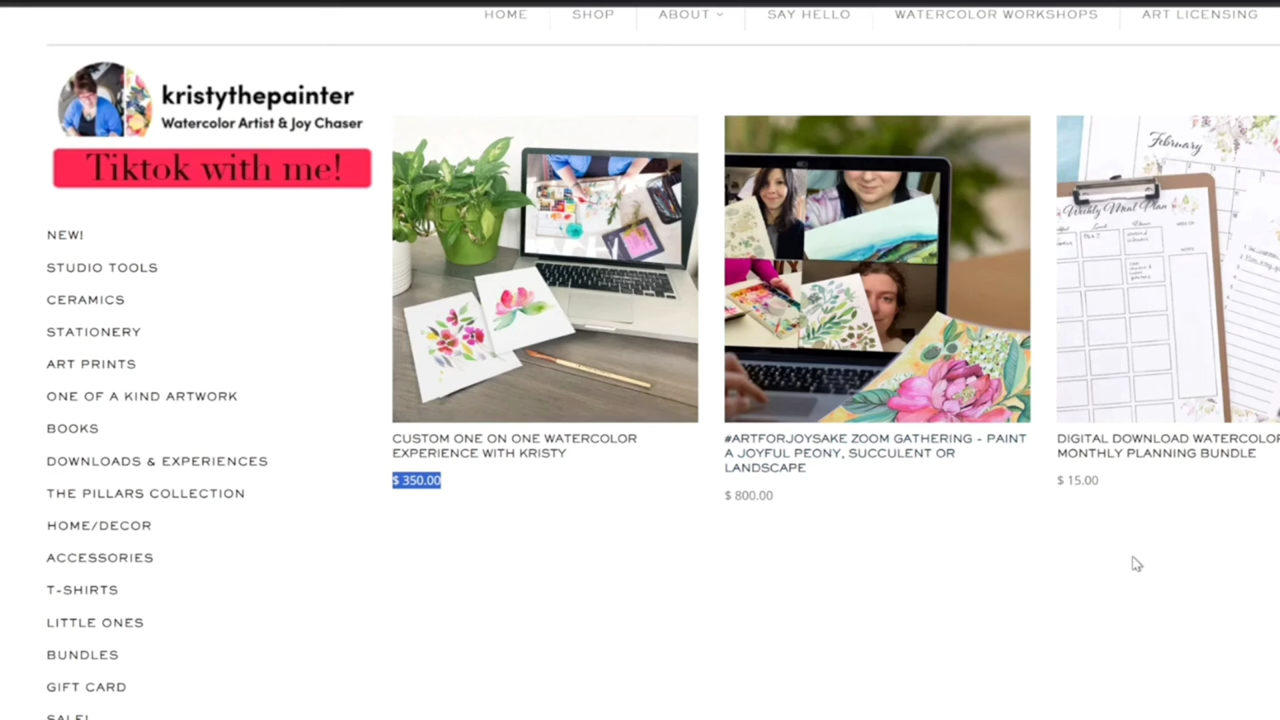 HOME
SHOP
ABOUT
SAY HELLO
WATERCOLOR WORKSHOPS
ART LICENSING
kristythepainter
Watercolor Artist & Joy Chaser
Tiktok with me!
NEW!
STUDIO TOOLS
CERAMICS
STATIONERY
ART PRINTS
ONE OF A KIND ARTWORK
BOOKS
DOWNLOADS & EXPERIENCES
THE PILLARS COLLECTION
HOME/DECOR
ACCESSORIES
T-SHIRTS
LITTLE ONES
BUNDLES
GIFT CARD
SALE!
CUSTOM ONE ON ONE WATERCOLOR
EXPERIENCE WITH KRISTY
$ 350.00
#ARTFORJOYSAKE ZOOM GATHERING - PAINT
A JOYFUL PEONY, SUCCULENT OR
LANDSCAPE
$ 800.00
February
Weekly Meal Plan
NOTES
DIGITAL DOWNLOAD WATERCOLOR
MONTHLY PLANNING BUNDLE
$ 15.00